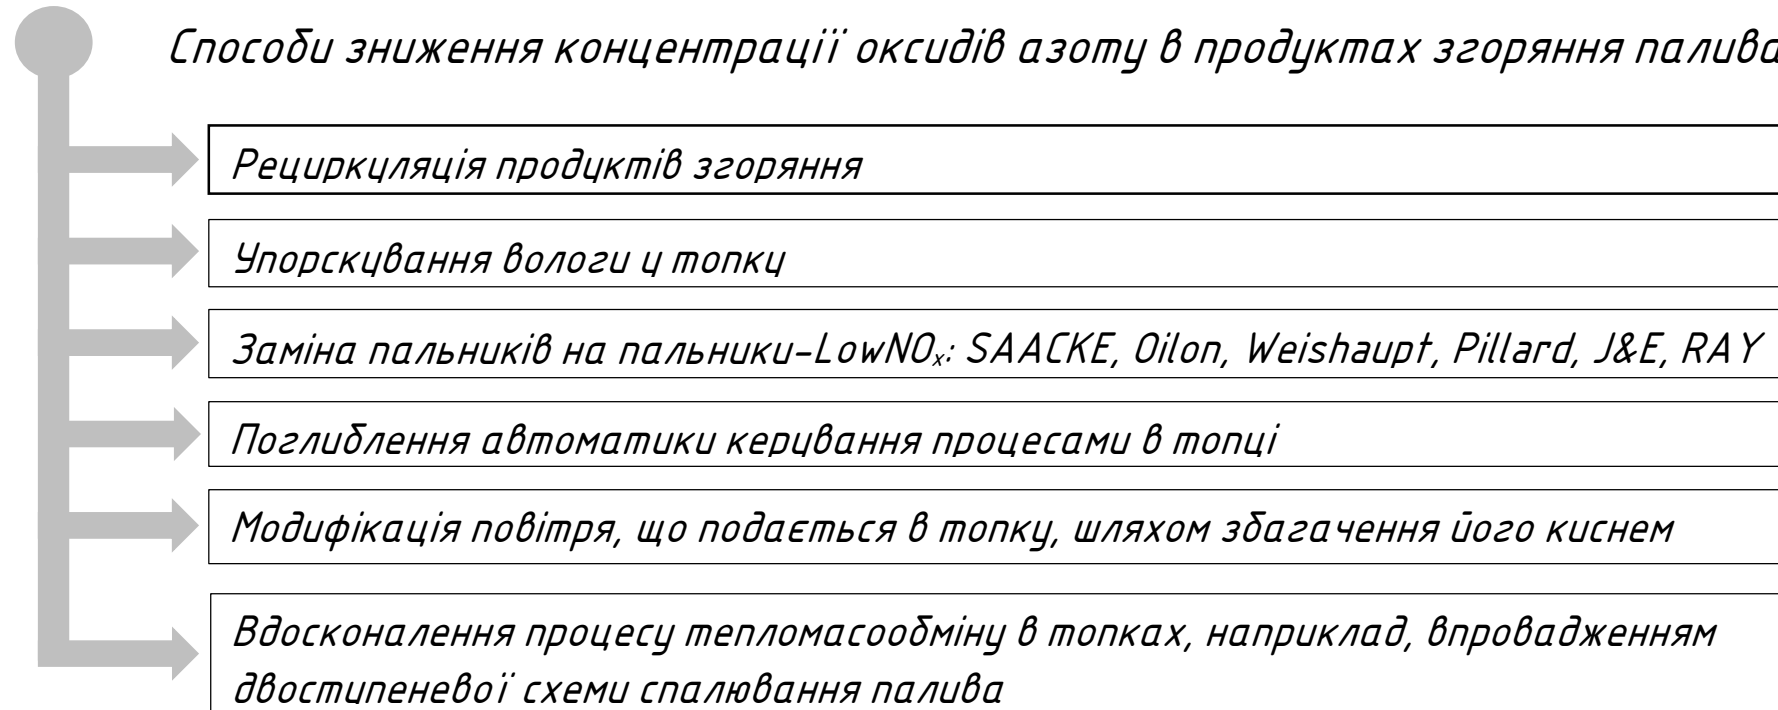 Способи зниження концентрації оксидів азоту в продуктах згоряння палива
Рециркуляція продуктів згоряння
Упорскування вологи у топку
Заміна пальників на пальники-LowNOₓ: SAACKE, Oilon, Weishaupt, Pillard, J&E, RAY
Поглиблення автоматики керування процесами в топці
Модифікація повітря, що подається в топку, шляхом збагачення його киснем
Вдосконалення процесу тепломасообміну в топках, наприклад, впровадженням
двоступеневої схеми спалювання палива